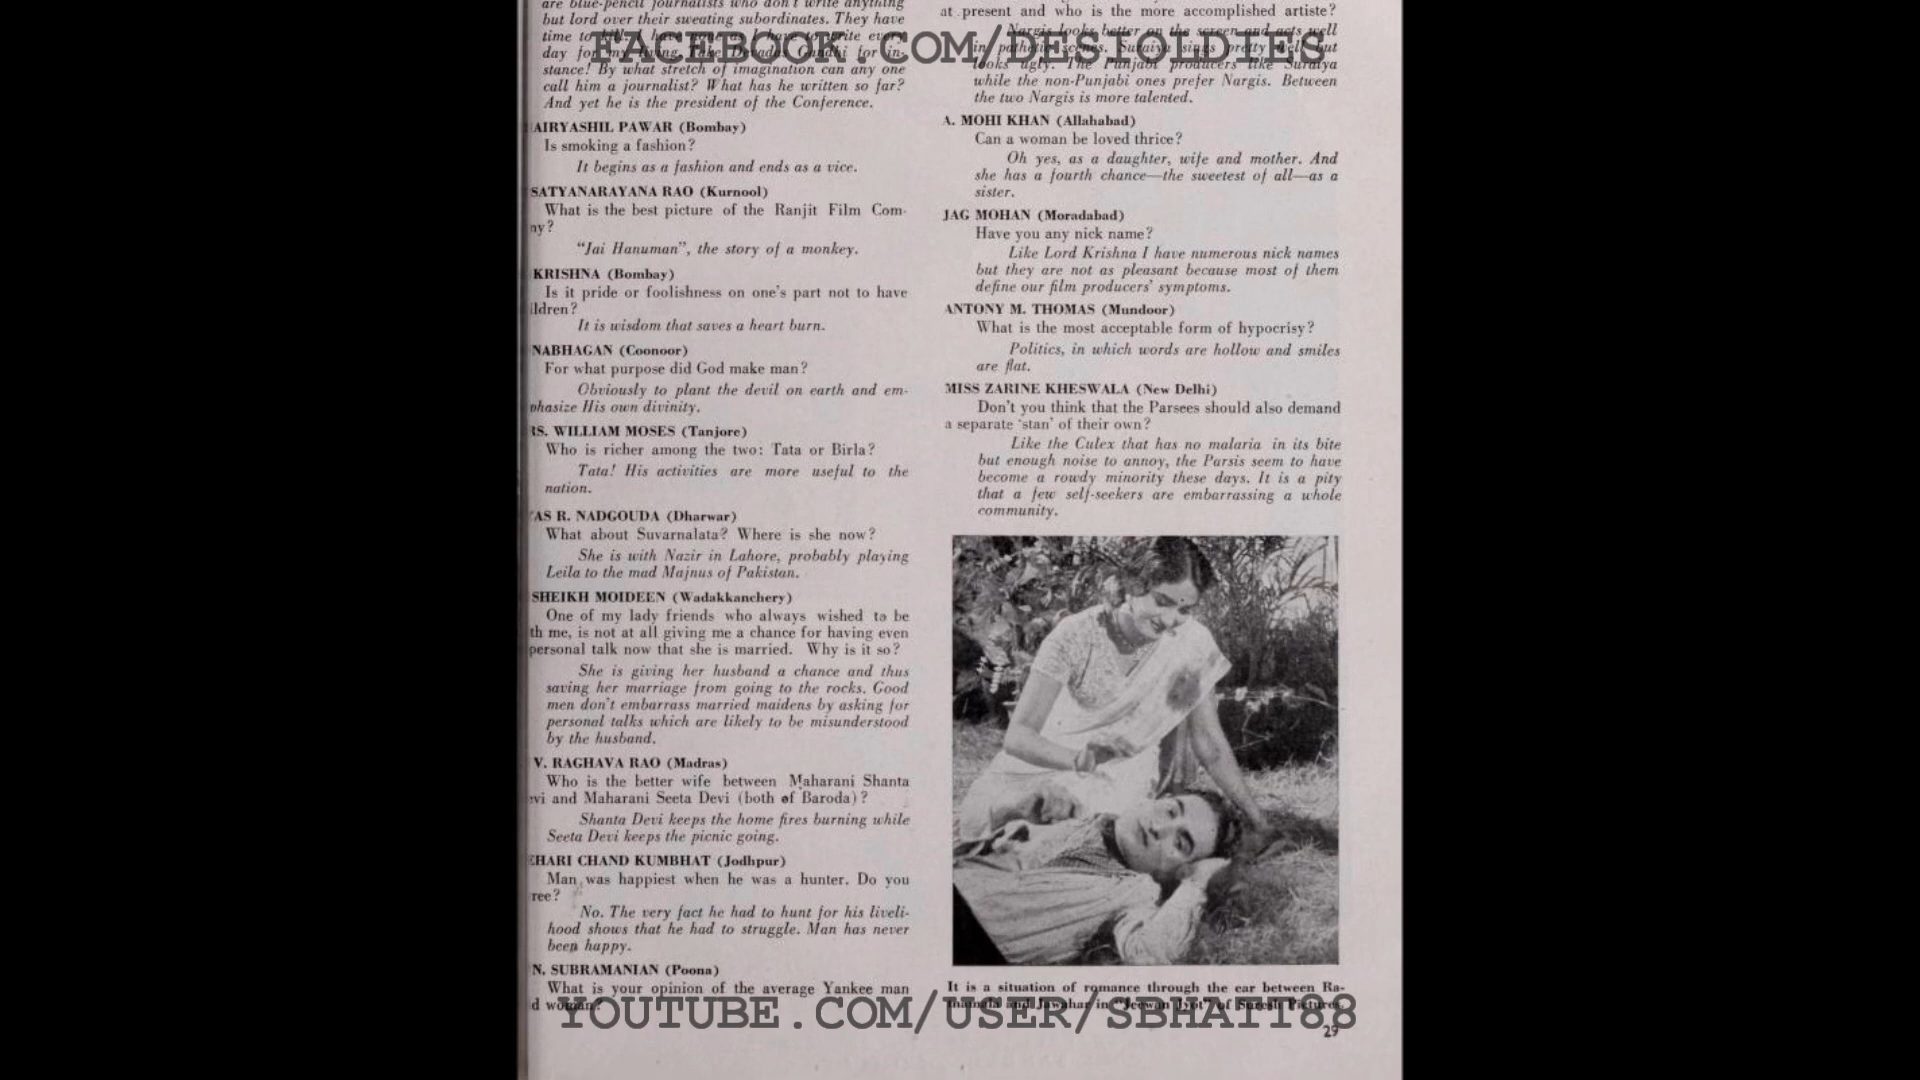 are blue-pencil journalists who don't write anything
but lord over their sweating subordinates. They have
time to
day for my living. Take Devadas Gandhi for in-
stance! By what stretch of imagination can any one
call him a journalist? What has he written so far?
And yet he is the president of the Conference.
AIRYASHIL PAWAR (Bombay)
Is smoking a fashion?
It begins as a fashion and ends as a vice.
SATYANARAYANA RAO (Kurnool)
What is the best picture of the Ranjit Film Com-
ny?
"Jai Hanuman", the story of a monkey.
KRISHNA (Bombay)
Is it pride or foolishness on one's part not to have
ildren?
It is wisdom that saves a heart burn.
NABHAGAN (Coonoor)
For what purpose did God make man?
Obviously to plant the devil on earth and em-
phasize His own divinity.
RS. WILLIAM MOSES (Tanjore)
Who is richer among the two: Tata or Birla?
Tata! His activities are more useful to the
nation.
AS R. NADGOUDA (Dharwar)
What about Suvarnalata? Where is she now?
She is with Nazir in Lahore, probably playing
Leila to the mad Majnus of Pakistan.
SHEIKH MOIDEEN (Wadakkanchery)
One of my lady friends who always wished to be
th me, is not at all giving me a chance for having even
personal talk now that she is married. Why is it so?
She is giving her husband a chance and thus
saving her marriage from going to the rocks. Good
men don't embarrass married maidens by asking for
personal talks which are likely to be misunderstood
by the husband.
V. RAGHAVA RAO (Madras)
Who is the better wife between Maharani Shanta
evi and Maharani Seeta Devi (both of Baroda)?
Shanta Devi keeps the home fires burning while
Seeta Devi keeps the picnic going.
EHARI CHAND KUMBHAT (Jodhpur)
Man was happiest when he was a hunter. Do you
ree?
No. The very fact he had to hunt for his liveli-
hood shows that he had to struggle. Man has never
been happy.
N. SUBRAMANIAN (Poona)
What is your opinion of the average Yankee man
d woman?
at present and who is the more accomplished artiste?
Nargis looks better on the screen and acts well
in pathetic scenes. Suraiya sings pretty well but
looks ugly. The Punjabi producers like Suraiya
while the non-Punjabi ones prefer Nargis. Between
the two Nargis is more talented.
A. MOHI KHAN (Allahabad)
Can a woman be loved thrice?
Oh yes, as a daughter, wife and mother. And
she has a fourth chance—the sweetest of all—as a
sister.
JAG MOHAN (Moradabad)
Have you any nick name?
Like Lord Krishna I have numerous nick names
but they are not as pleasant because most of them
define our film producers' symptoms.
ANTONY M. THOMAS (Mundoor)
What is the most acceptable form of hypocrisy?
Politics, in which words are hollow and smiles
are flat.
MISS ZARINE KHESWALA (New Delhi)
Don't you think that the Parsees should also demand
a separate 'stan' of their own?
Like the Culex that has no malaria in its bite
but enough noise to annoy, the Parsis seem to have
become a rowdy minority these days. It is a pity
that a few self-seekers are embarrassing a whole
community.
It is a situation of romance through the ear between Ra-
and Jawahar in "Jeewan Jyot" of Suresh Pictures.
29
FACEBOOK.COM/DESIOLDIES
YOUTUBE.COM/USER/SBHATT88